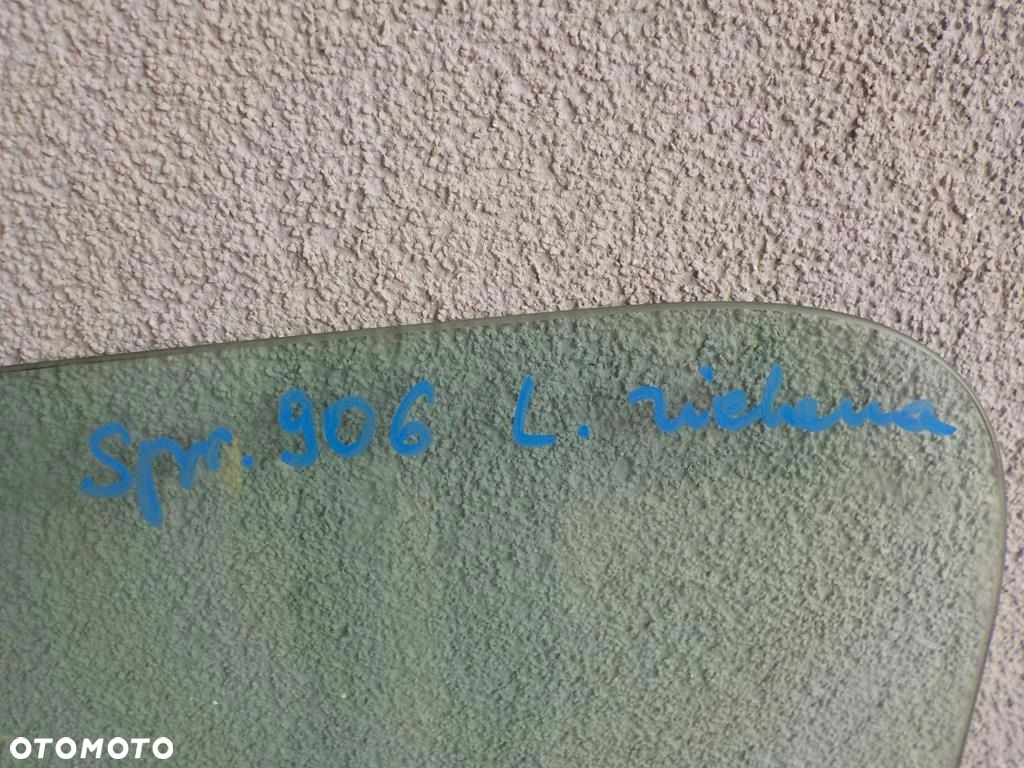 Spr. 906 L. zielona
OTOMOTO